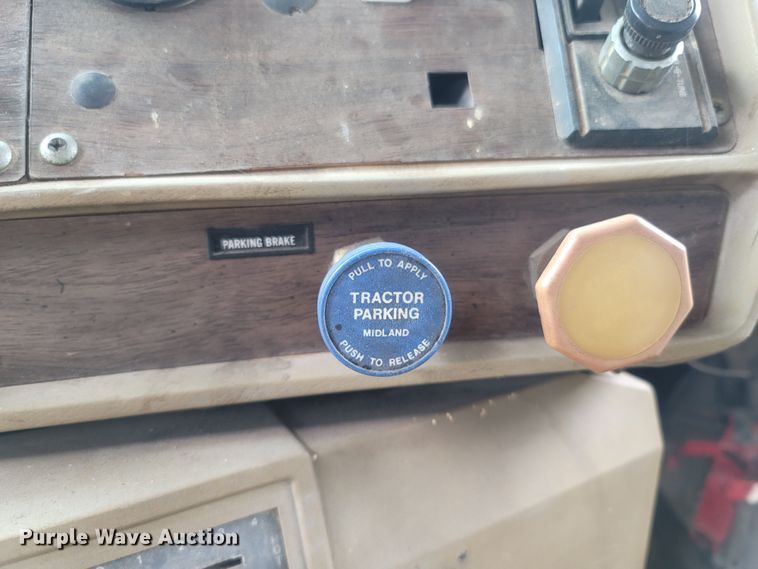 PARKING BRAKE
PULL TO APPLY
TRACTOR
PARKING
MIDLAND
PUSH TO RELEASE
Purple Wave Auction